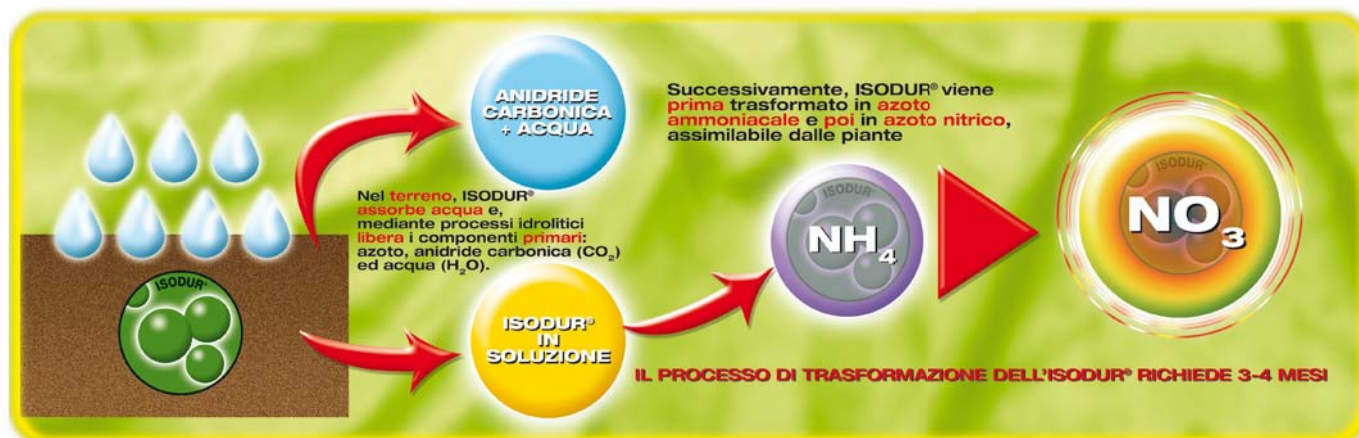 ANIDRIDE
CARBONICA
+ ACQUA
Nel terreno, ISODUR®
assorbe acqua e,
mediante processi idrolitici
libera i componenti primari:
azoto, anidride carbonica (CO₂)
ed acqua (H₂O).
ISODUR®
ISODUR®
IN
SOLUZIONE
Successivamente, ISODUR® viene
prima trasformato in azoto
ammoniacale e poi in azoto nitrico,
assimilabile dalle piante
ISODUR®
NH₄
ISODUR®
NO₃
IL PROCESSO DI TRASFORMAZIONE DELL'ISODUR® RICHIEDE 3-4 MESI